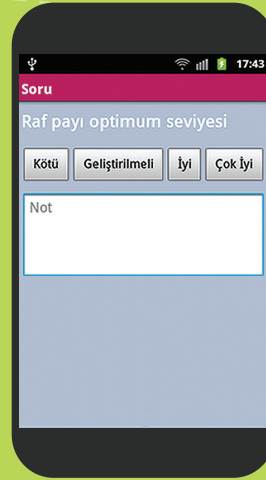 17:43
Soru
Raf payı optimum seviyesi
Kötü Geliştirilmeli İyi Çok İyi
Not